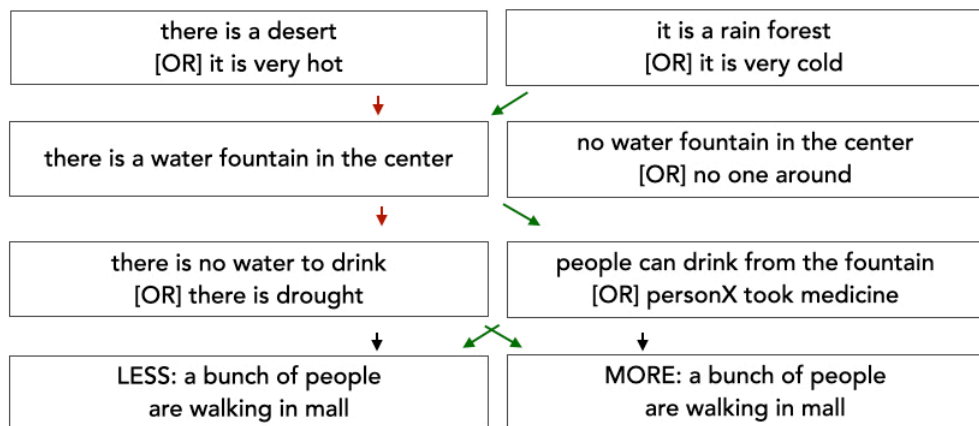 there is a desert
[OR] it is very hot
it is a rain forest
[OR] it is very cold
there is a water fountain in the center
no water fountain in the center
[OR] no one around
there is no water to drink
[OR] there is drought
people can drink from the fountain
[OR] personX took medicine
LESS: a bunch of people
are walking in mall
MORE: a bunch of people
are walking in mall